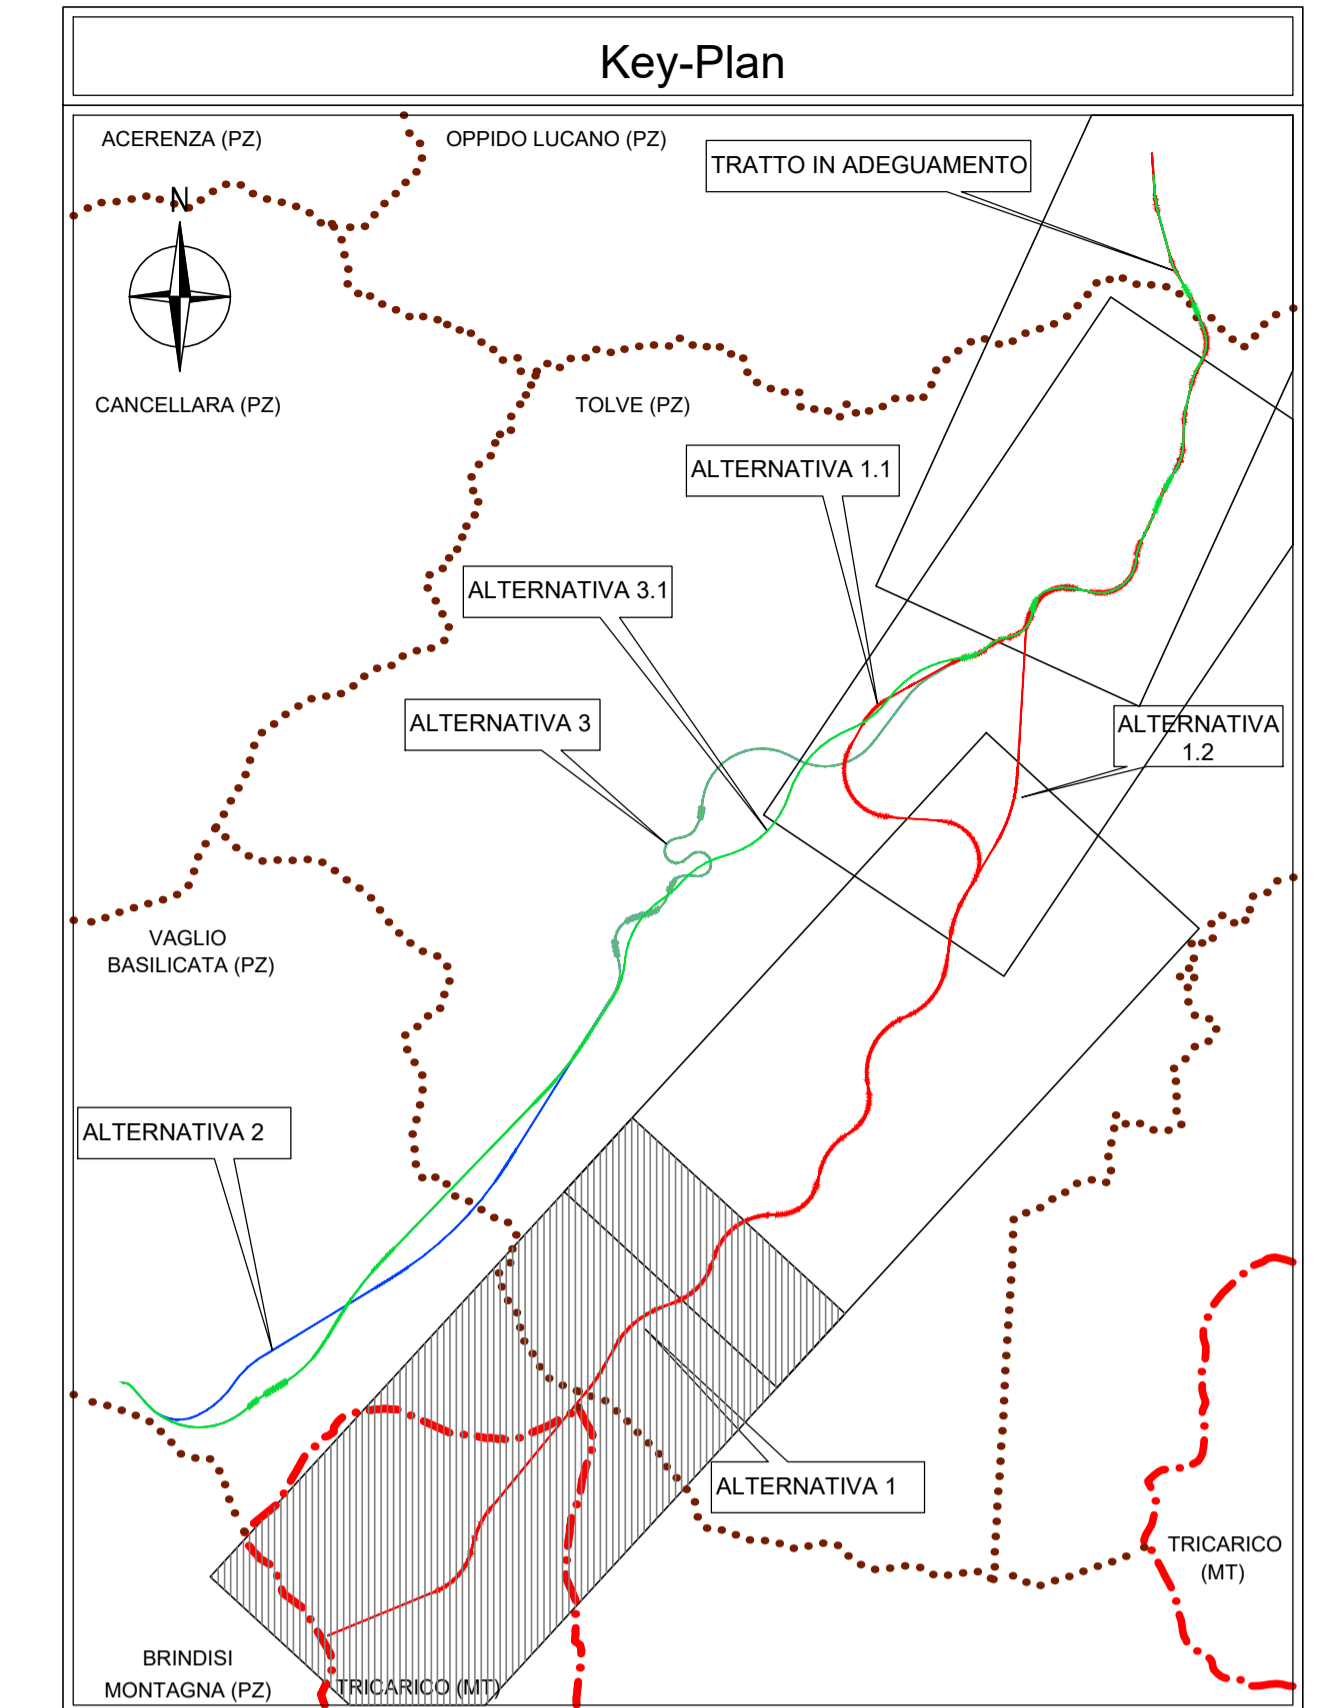 Key-Plan
ACERENZA (PZ)
OPPIDO LUCANO (PZ)
TRATTO IN ADEGUAMENTO
N
CANCELLARA (PZ)
TOLVE (PZ)
ALTERNATIVA 1.1
ALTERNATIVA 3.1
ALTERNATIVA 3
ALTERNATIVA
1.2
VAGLIO
BASILICATA (PZ)
ALTERNATIVA 2
ALTERNATIVA 1
TRICARICO
(MT)
BRINDISI
MONTAGNA (PZ)
TRICARICO (MT)